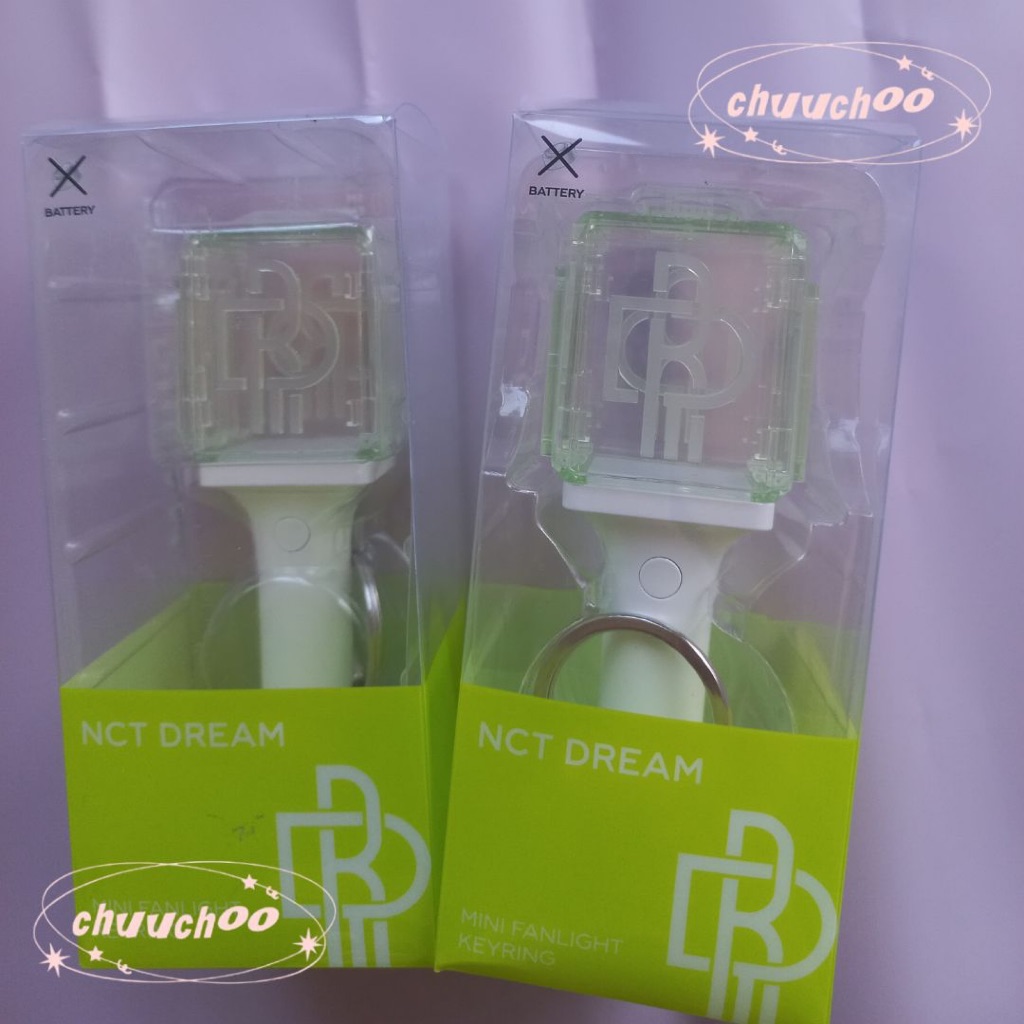 chuuchoo
BATTERY
BATTERY
NCT DREAM
NCT DREAM
MINI FANLIGHT
chuuchoo
MINI FANLIGHT
KEYRING